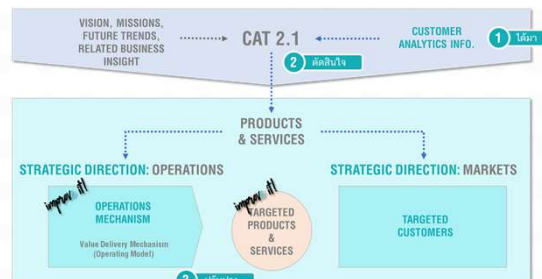 VISION, MISSIONS,
FUTURE TRENDS,
RELATED BUSINESS
INSIGHT
CAT 2.1
CUSTOMER
ANALYTICS INFO.
1 ได้มา
2 ตัดสินใจ
PRODUCTS
& SERVICES
STRATEGIC DIRECTION: OPERATIONS
STRATEGIC DIRECTION: MARKETS
improve it!
OPERATIONS
MECHANISM
Value Delivery Mechanism
(Operating Model)
improve it!
TARGETED
PRODUCTS
&
SERVICES
TARGETED
CUSTOMERS
3